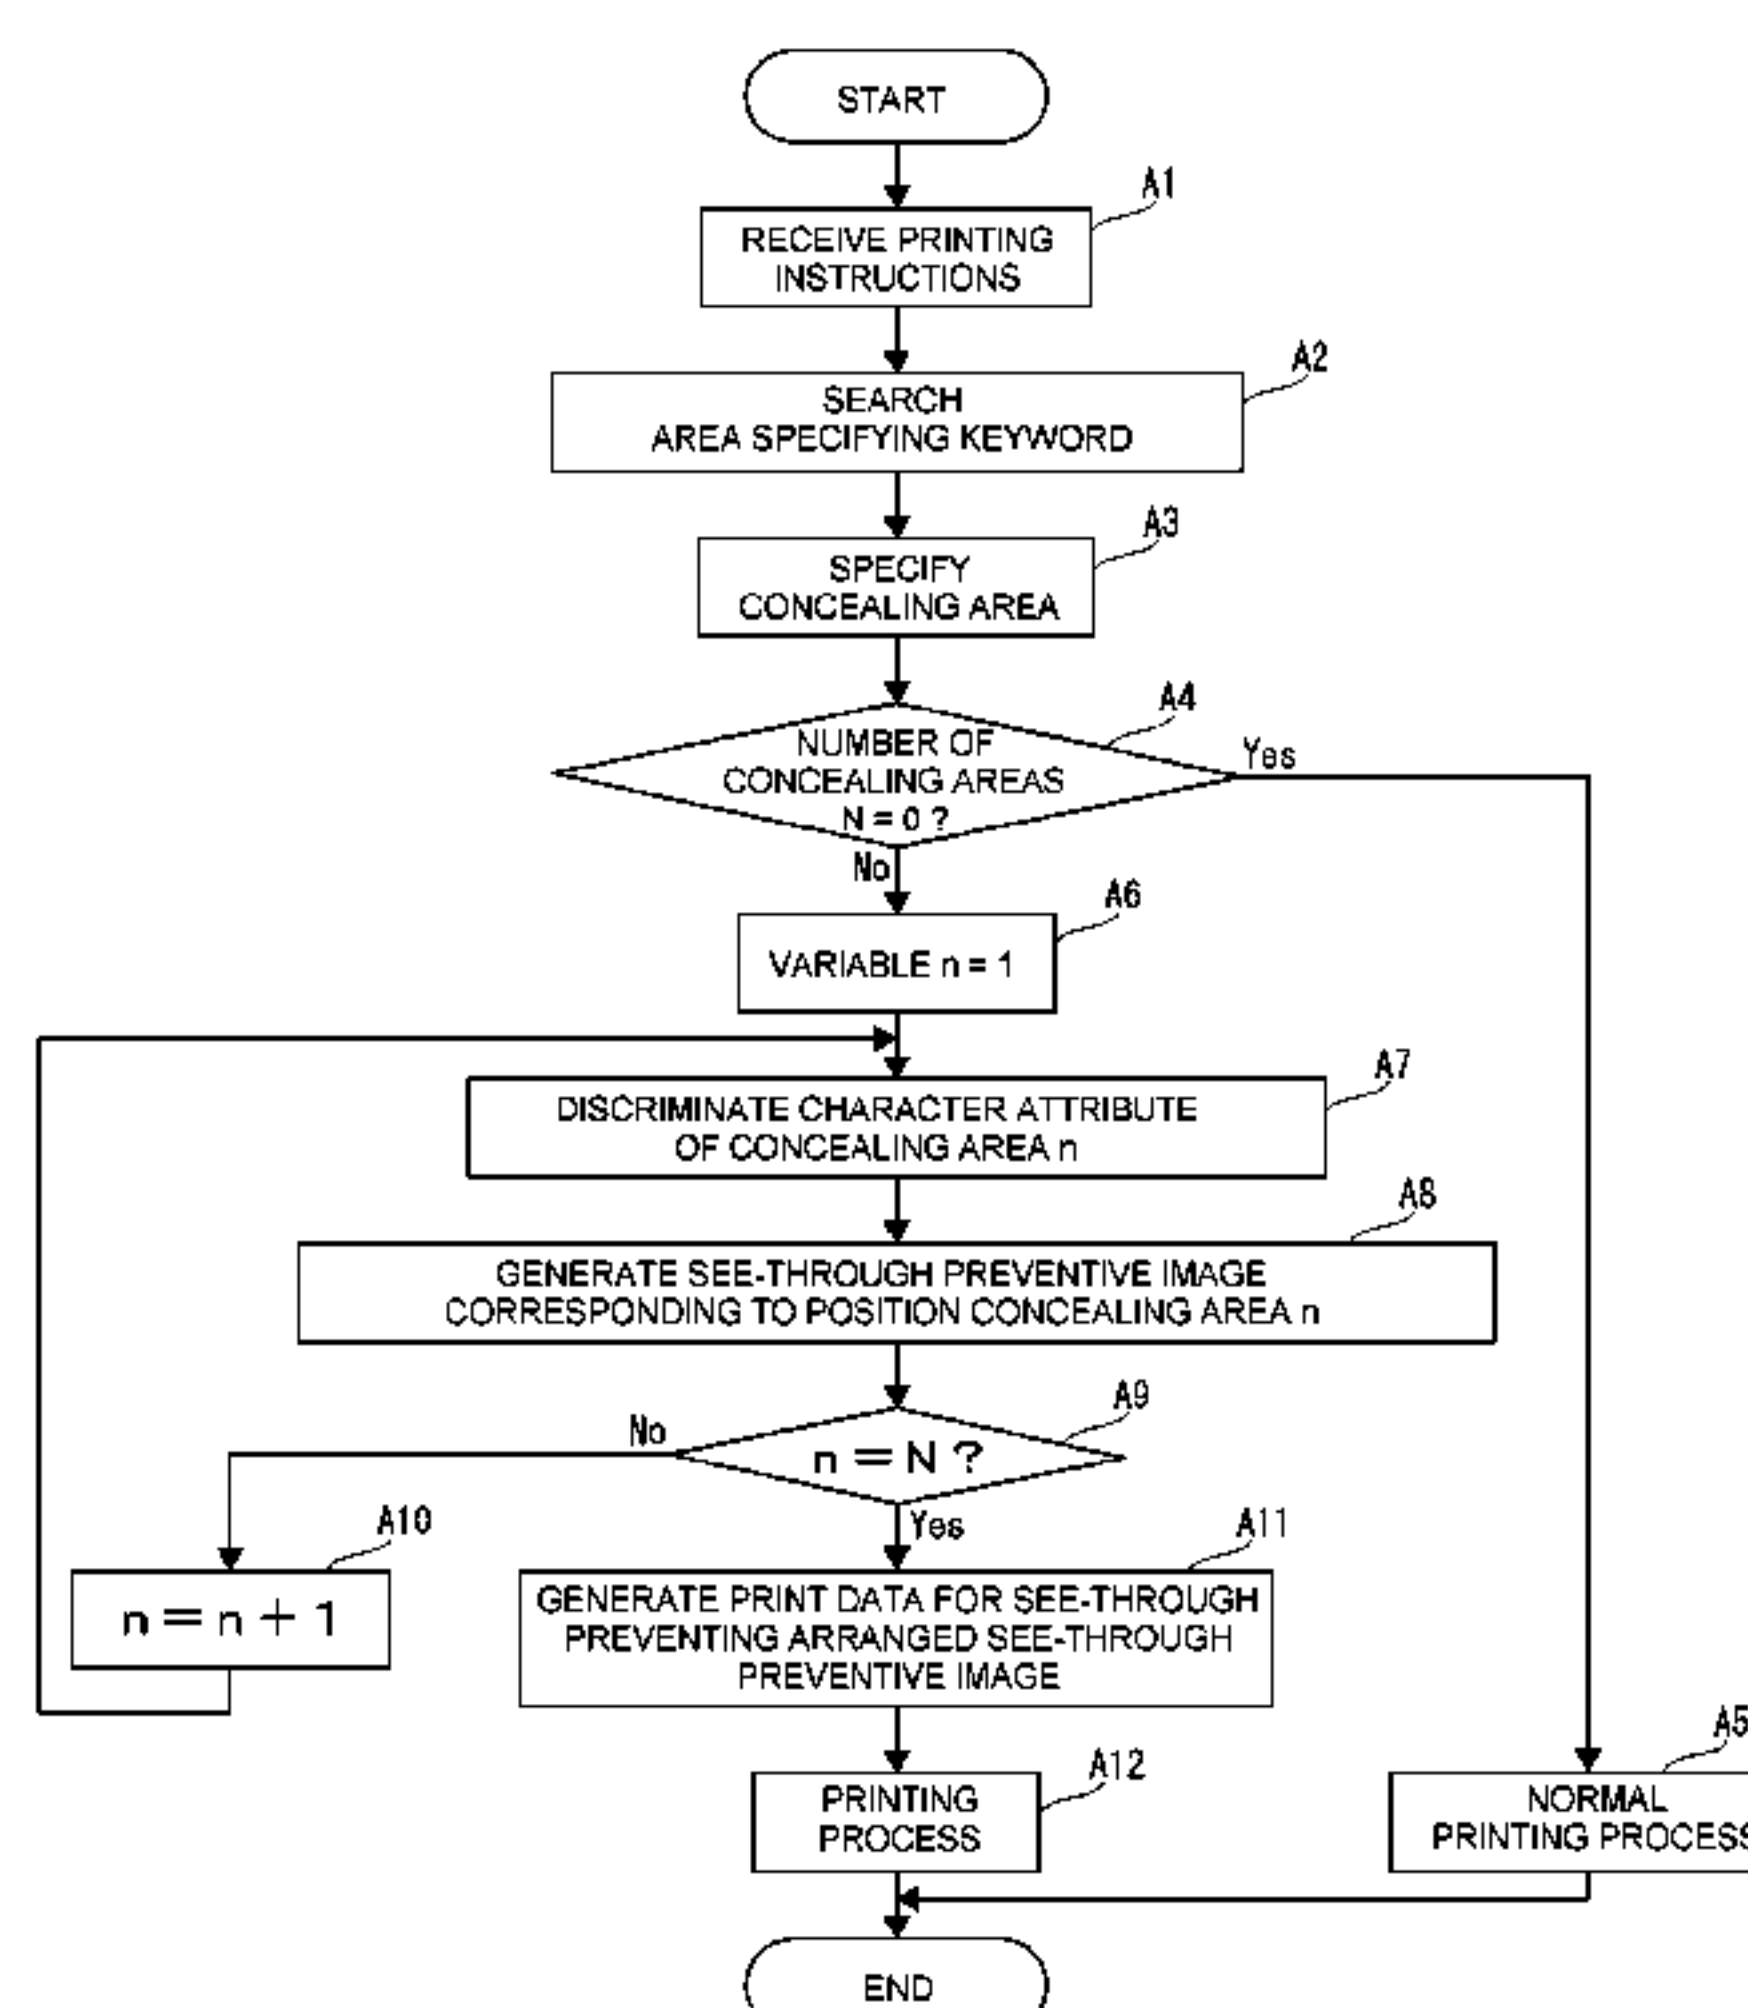 START
A1
RECEIVE PRINTING
INSTRUCTIONS
A2
SEARCH
AREA SPECIFYING KEYWORD
A3
SPECIFY
CONCEALING AREA
A4
NUMBER OF
CONCEALING AREAS
N = 0 ?
Yes
No
A6
VARIABLE n = 1
A7
DISCRIMINATE CHARACTER ATTRIBUTE
OF CONCEALING AREA n
A8
GENERATE SEE-THROUGH PREVENTIVE IMAGE
CORRESPONDING TO POSITION CONCEALING AREA n
A9
n = N ?
No
Yes
A10
n = n + 1
A11
GENERATE PRINT DATA FOR SEE-THROUGH
PREVENTING ARRANGED SEE-THROUGH
PREVENTIVE IMAGE
A12
PRINTING
PROCESS
A5
NORMAL
PRINTING PROCESS
END